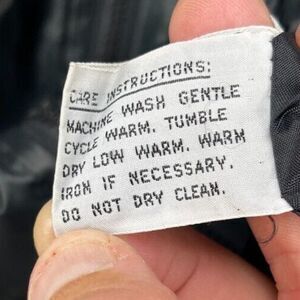 CARE INSTRUCTIONS:
MACHINE WASH GENTLE
CYCLE WARM. TUMBLE
DRY LOW WARM. WARM
IRON IF NECESSARY.
DO NOT DRY CLEAN.